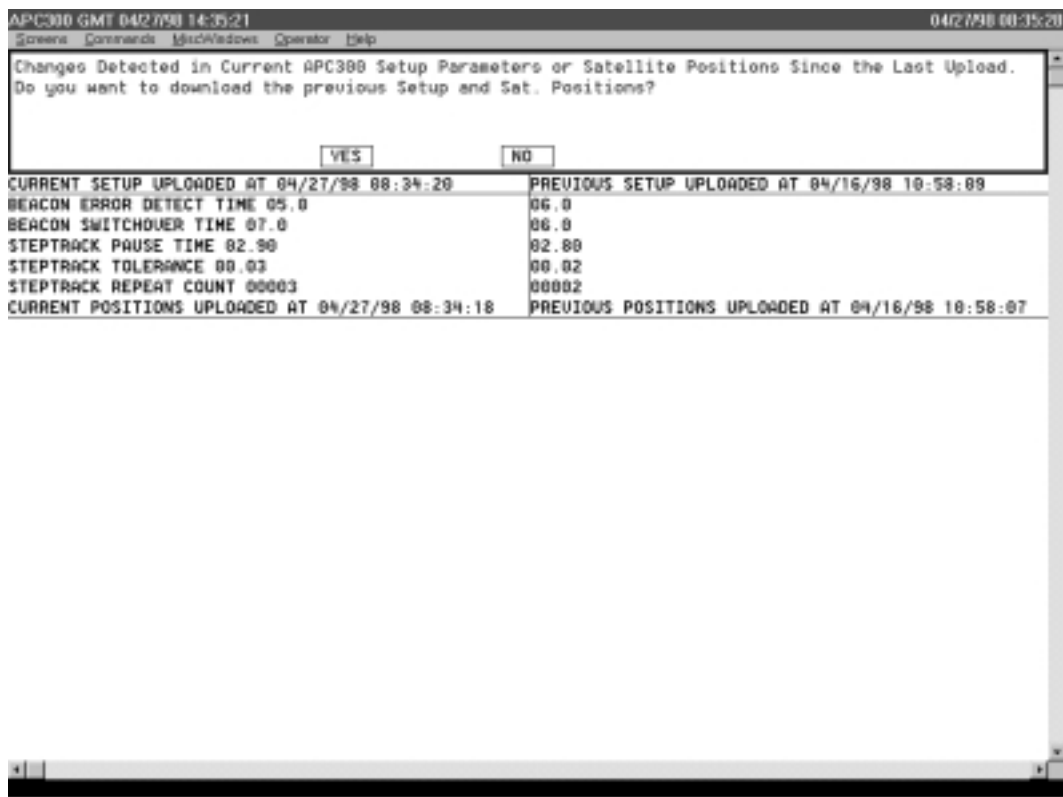 APC300 GMT 04/27/98 14:35:21 04/27/98 08:35:20
Screens Commands MiscWindows Operator Help
Changes Detected in Current APC300 Setup Parameters or Satellite Positions Since the Last Upload.
Do you want to download the previous Setup and Sat. Positions?
YES NO
CURRENT SETUP UPLOADED AT 04/27/98 08:34:20 PREVIOUS SETUP UPLOADED AT 04/16/98 10:58:09
BEACON ERROR DETECT TIME 05.0 06.0
BEACON SWITCHOVER TIME 07.0 06.0
STEPTRACK PAUSE TIME 02.90 02.80
STEPTRACK TOLERANCE 00.03 00.02
STEPTRACK REPEAT COUNT 00003 00002
CURRENT POSITIONS UPLOADED AT 04/27/98 08:34:18 PREVIOUS POSITIONS UPLOADED AT 04/16/98 10:58:07